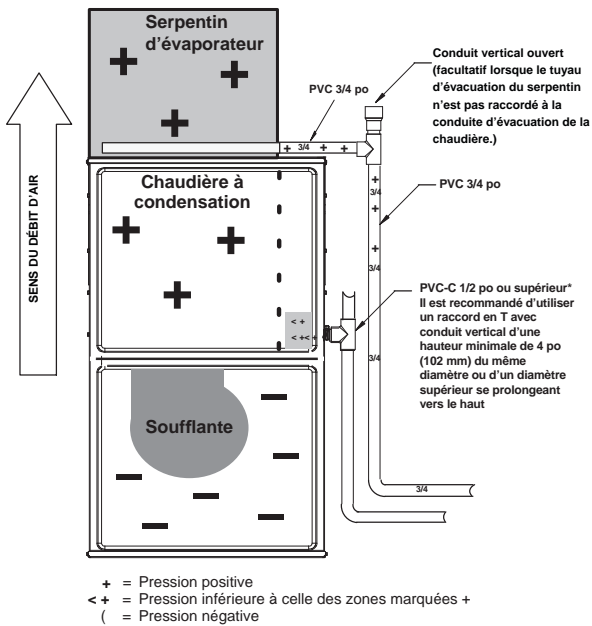 Serpentin
d'évaporateur
PVC 3/4 po
Conduit vertical ouvert
(facultatif lorsque le tuyau
d'évacuation du serpentin
n'est pas raccordé à la
conduite d'évacuation de la
chaudière.)
+ 3/4 + +
SENS DU DÉBIT D'AIR
Chaudière à
condensation
+
3/4
+
PVC 3/4 po
+
3/4
PVC-C 1/2 po ou supérieur*
Il est recommandé d'utiliser
un raccord en T avec
conduit vertical d'une
hauteur minimale de 4 po
(102 mm) du même
diamètre ou d'un diamètre
supérieur se prolongeant
vers le haut
< +
< +< +
3/4
Soufflante
3/4
+ = Pression positive
< + = Pression inférieure à celle des zones marquées +
( = Pression négative